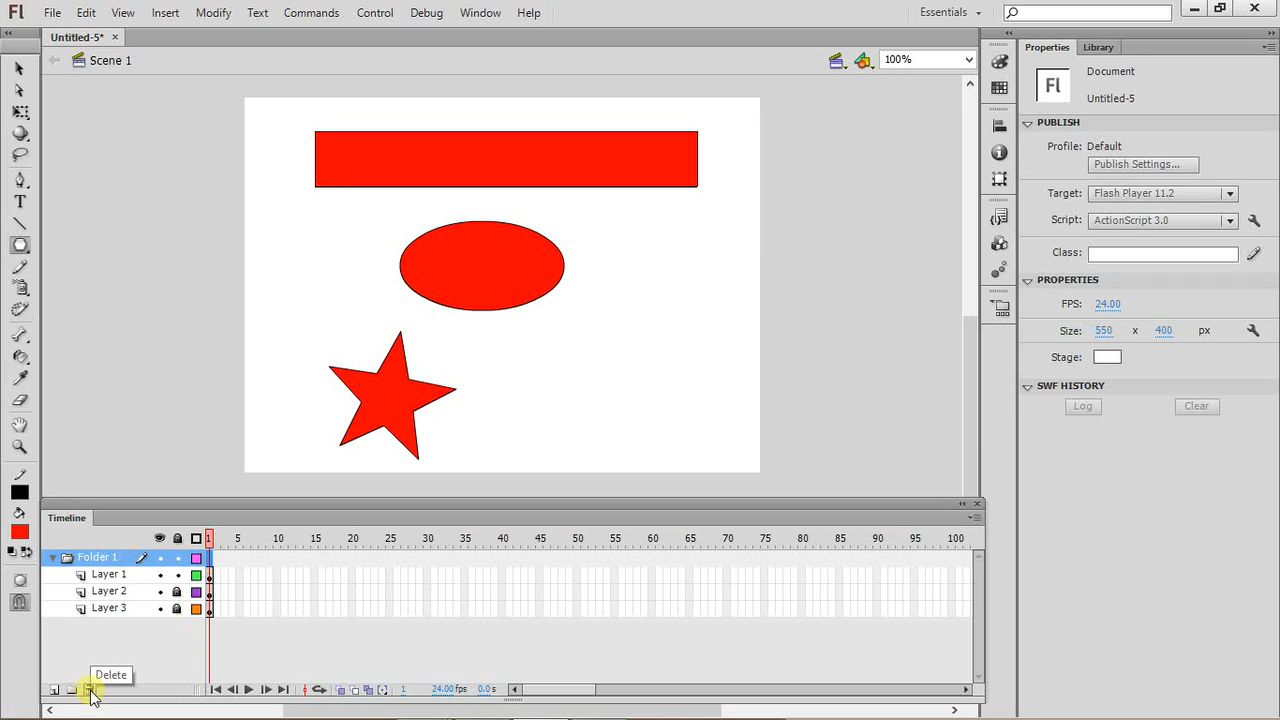 Fl File Edit View Insert Modify Text Commands Control Debug Window Help Essentials
Untitled-5* ×
Scene 1 100%
Properties Library
Document
Untitled-5
PUBLISH
Profile: Default
Publish Settings...
Target: Flash Player 11.2
Script: ActionScript 3.0
Class:
PROPERTIES
FPS: 24.00
Size: 550 x 400 px
Stage:
SWF HISTORY
Log Clear
Timeline
1 5 10 15 20 25 30 35 40 45 50 55 60 65 70 75 80 85 90 95 100
Folder 1
Layer 1
Layer 2
Layer 3
Delete
1 24.00 fps 0.0 s